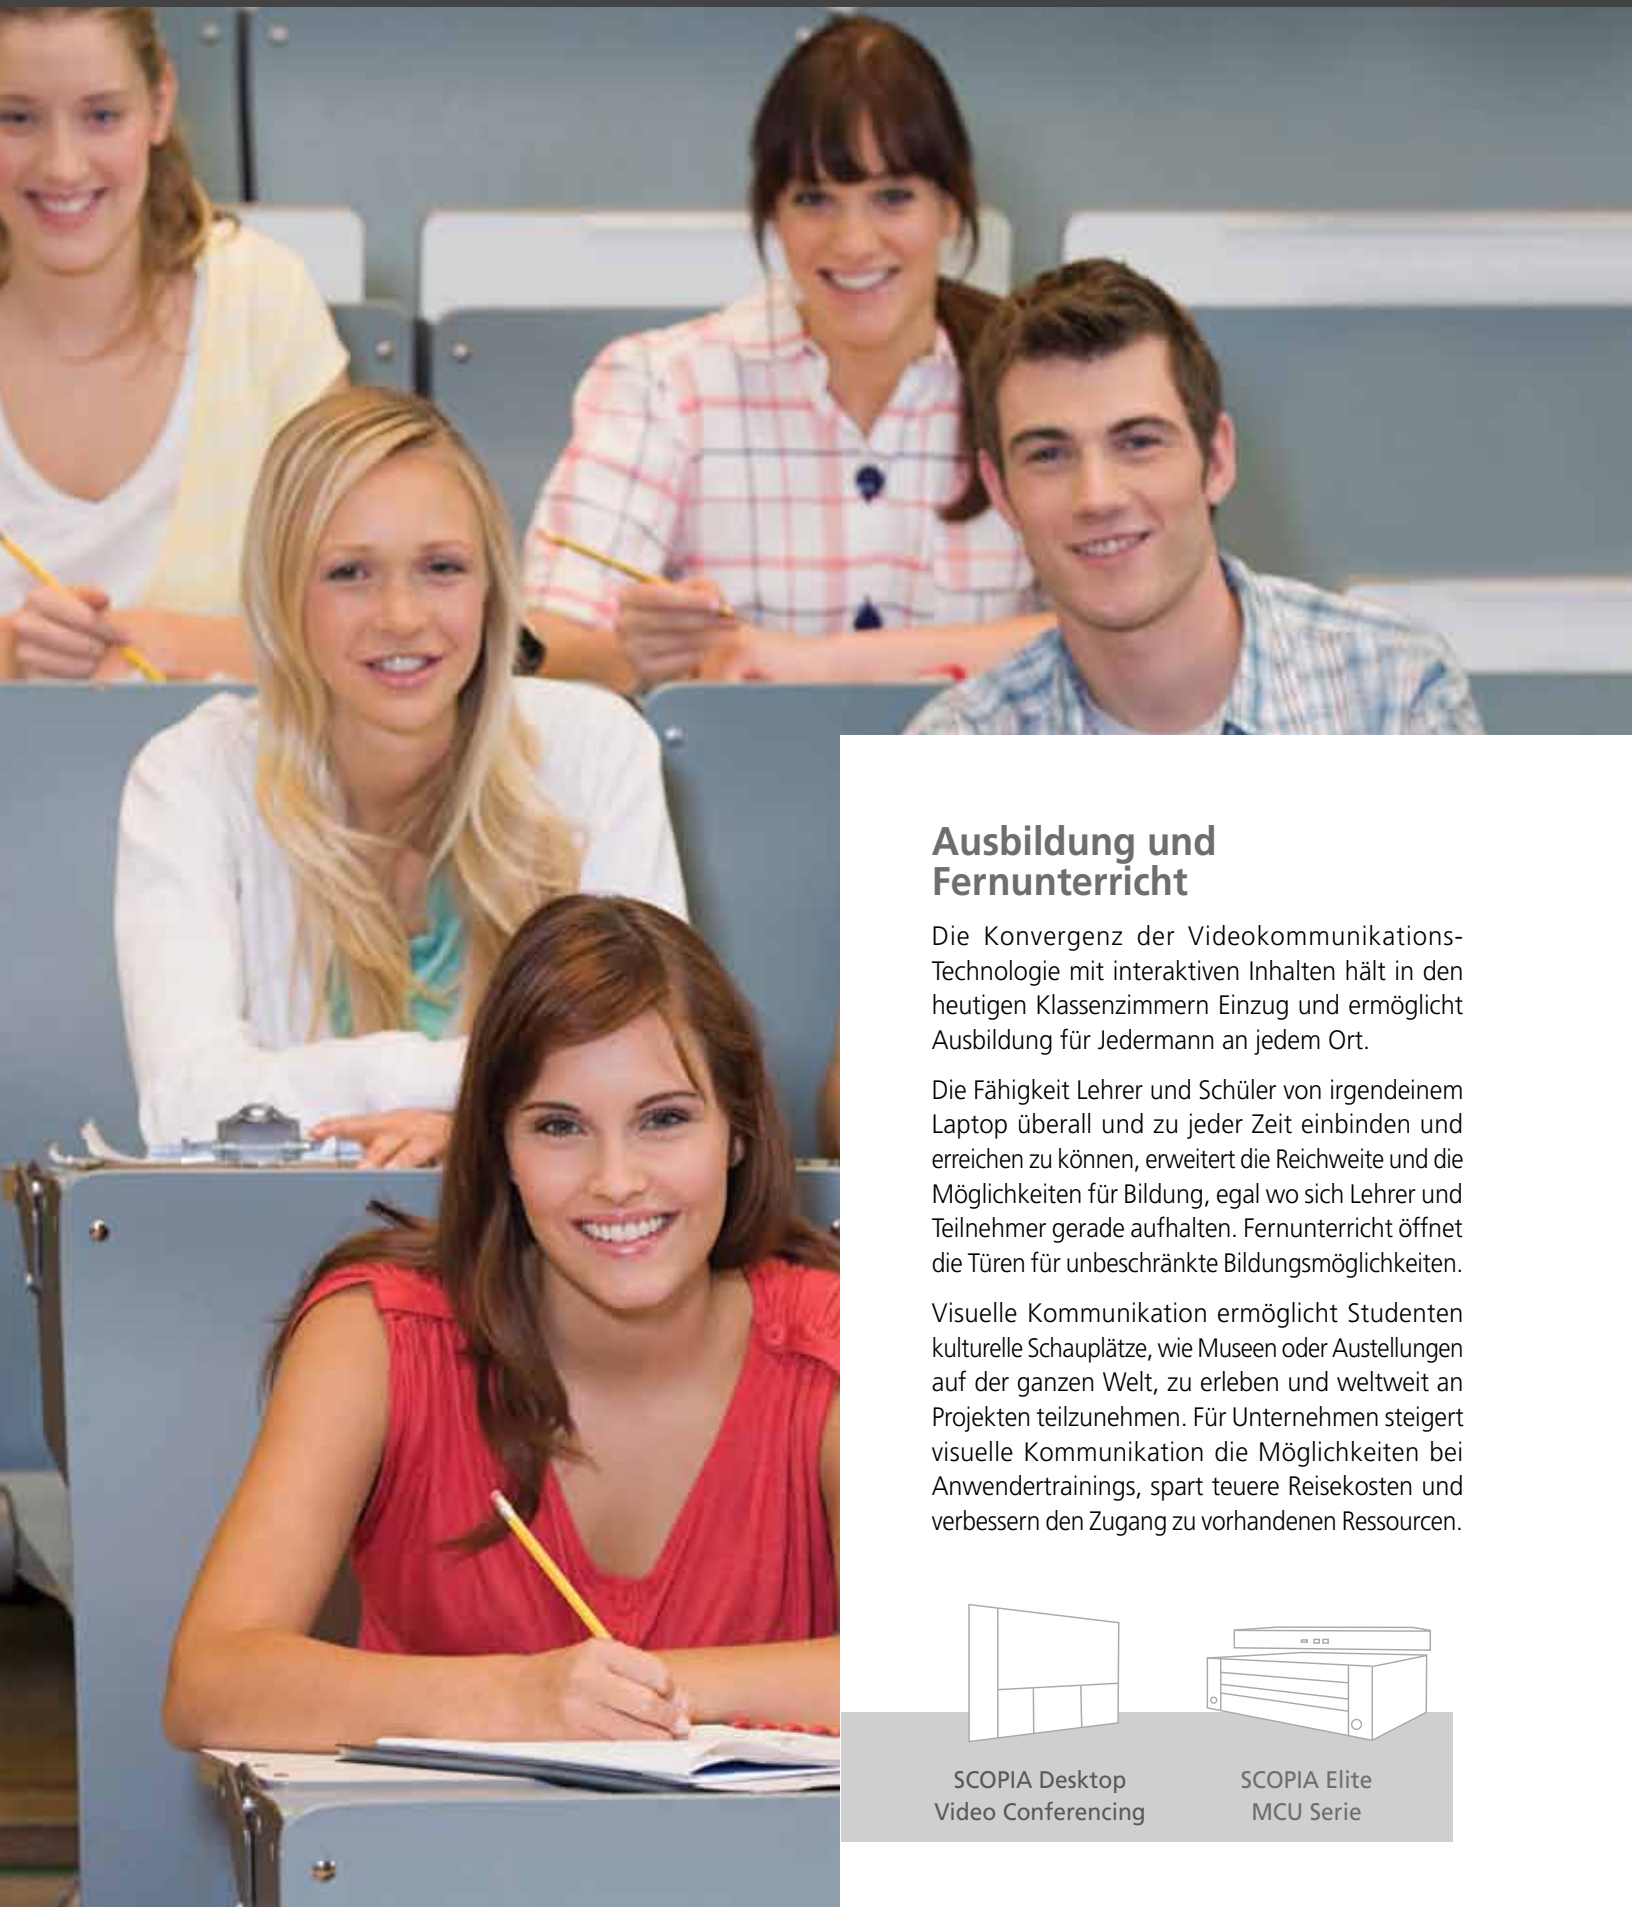 Ausbildung und
Fernunterricht
Die Konvergenz der Videokommunikations-
Technologie mit interaktiven Inhalten hält in den
heutigen Klassenzimmern Einzug und ermöglicht
Ausbildung für Jedermann an jedem Ort.
Die Fähigkeit Lehrer und Schüler von irgendeinem
Laptop überall und zu jeder Zeit einbinden und
erreichen zu können, erweitert die Reichweite und die
Möglichkeiten für Bildung, egal wo sich Lehrer und
Teilnehmer gerade aufhalten. Fernunterricht öffnet
die Türen für unbeschränkte Bildungsmöglichkeiten.
Visuelle Kommunikation ermöglicht Studenten
kulturelle Schauplätze, wie Museen oder Austellungen
auf der ganzen Welt, zu erleben und weltweit an
Projekten teilzunehmen. Für Unternehmen steigert
visuelle Kommunikation die Möglichkeiten bei
Anwendertrainings, spart teuere Reisekosten und
verbessern den Zugang zu vorhandenen Ressourcen.
SCOPIA Desktop
Video Conferencing
SCOPIA Elite
MCU Serie